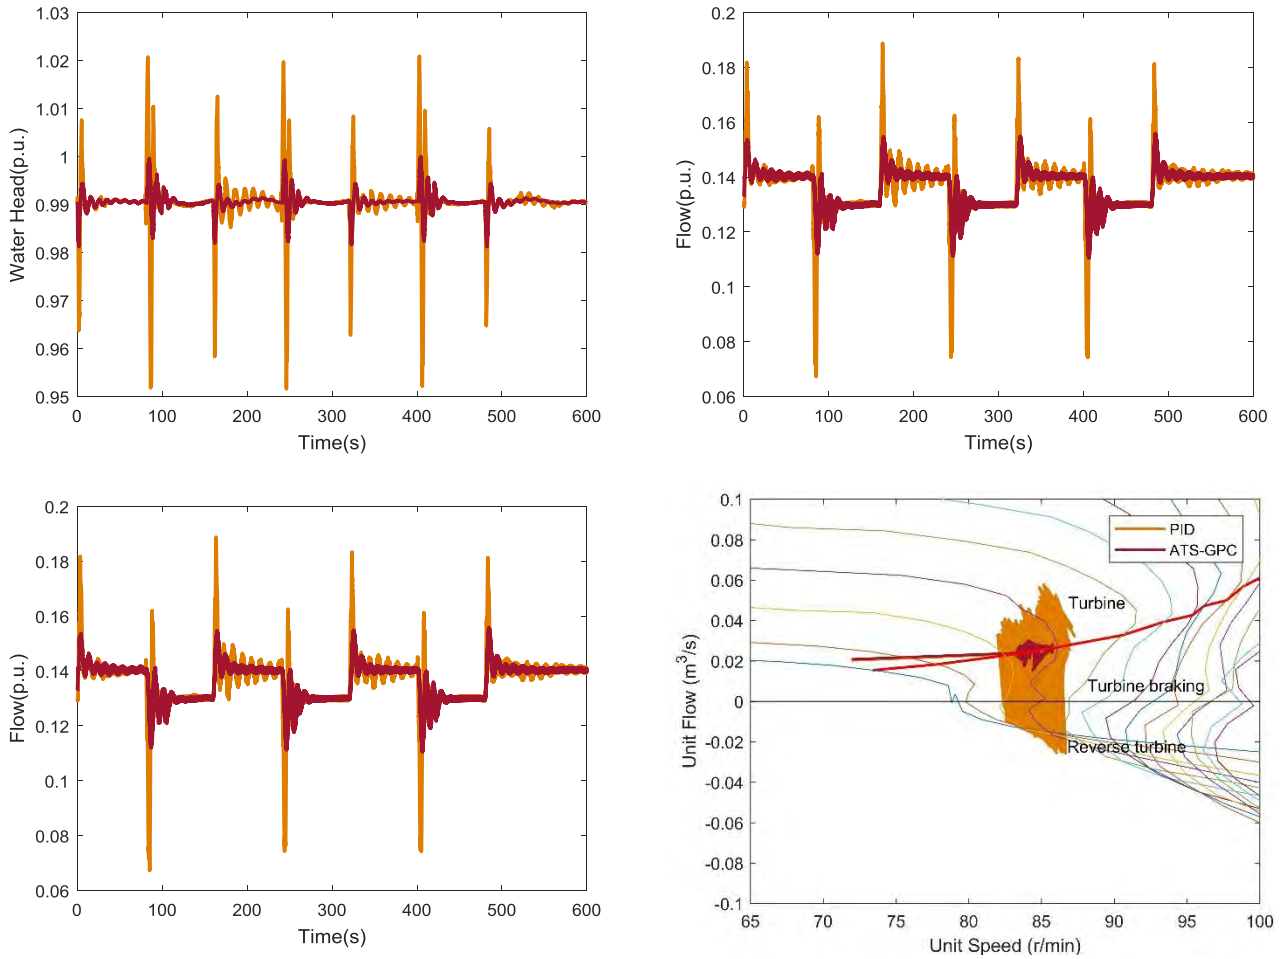 1.03
1.02
1.01
1
0.99
0.98
0.97
0.96
0.95
Water Head(p.u.)
0 100 200 300 400 500 600
Time(s)
0.2
0.18
0.16
0.14
0.12
0.1
0.08
0.06
Flow(p.u.)
0 100 200 300 400 500 600
Time(s)
0.2
0.18
0.16
0.14
0.12
0.1
0.08
0.06
Flow(p.u.)
0 100 200 300 400 500 600
Time(s)
0.1
0.08
0.06
0.04
0.02
0
-0.02
-0.04
-0.06
-0.08
-0.1
Unit Flow (m³/s)
PID
ATS-GPC
Turbine
Turbine braking
Reverse turbine
65 70 75 80 85 90 95 100
Unit Speed (r/min)